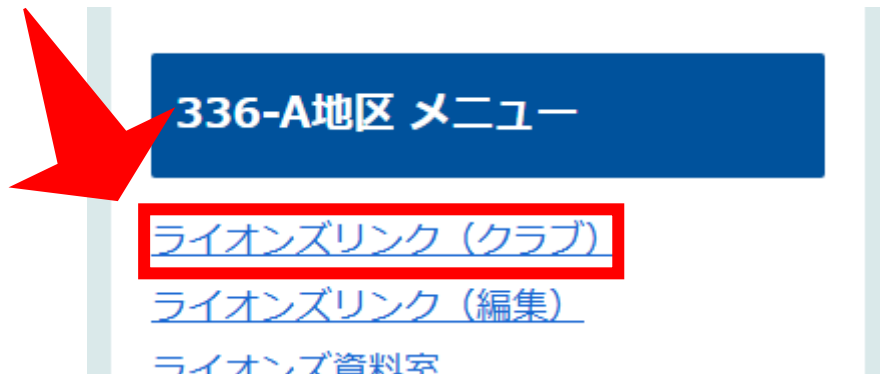 336-A地区 メニュー
ライオンズリンク（クラブ）
ライオンズリンク（編集）
ライオンズ資料室